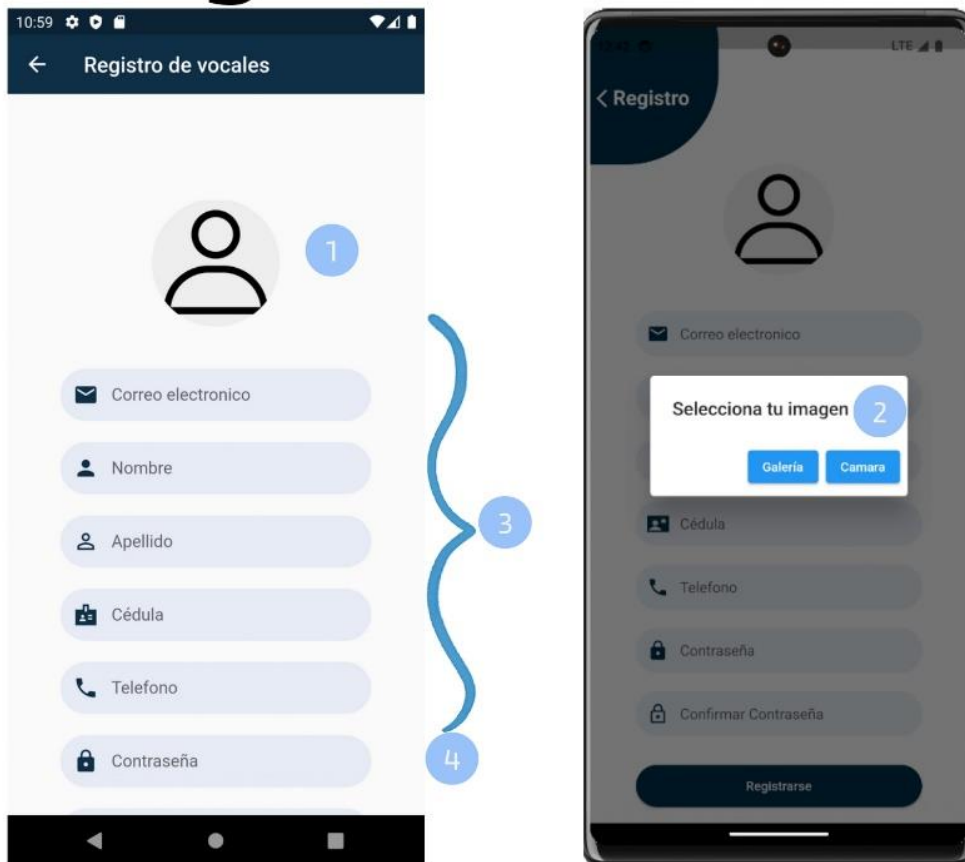 10:59
Registro de vocales
1
Correo electronico
Nombre
Apellido
Cédula
Telefono
Contraseña
3
4
LTE
Registro
Correo electronico
Selecciona tu imagen
2
Galería
Camara
Cédula
Telefono
Contraseña
Confirmar Contraseña
Registrarse